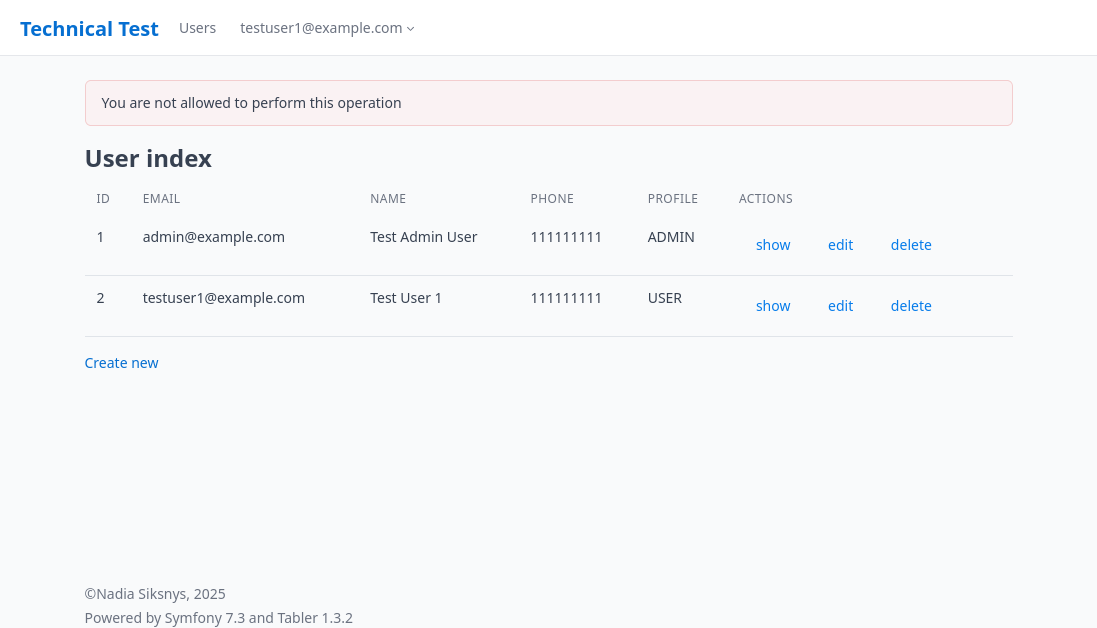 Technical Test Users testuser1@example.com
You are not allowed to perform this operation
User index
ID EMAIL NAME PHONE PROFILE ACTIONS
1 admin@example.com Test Admin User 111111111 ADMIN show edit delete
2 testuser1@example.com Test User 1 111111111 USER show edit delete
Create new
©Nadia Siksnys, 2025
Powered by Symfony 7.3 and Tabler 1.3.2